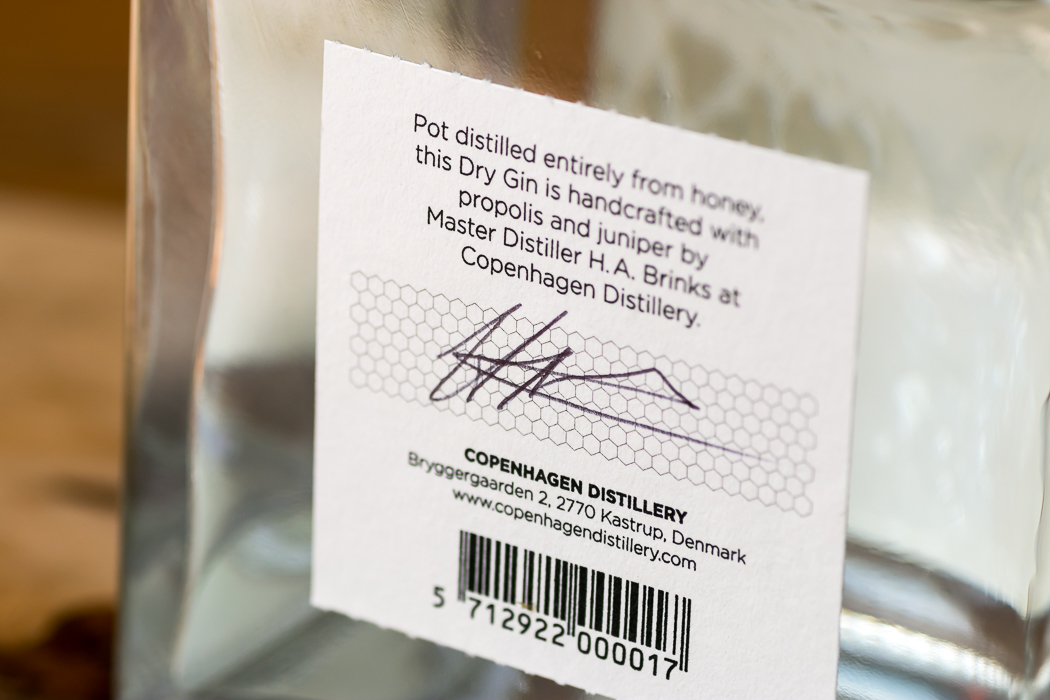 Pot distilled entirely from honey,
this Dry Gin is handcrafted with
propolis and juniper by
Master Distiller H. A. Brinks at
Copenhagen Distillery.
COPENHAGEN DISTILLERY
Bryggergaarden 2, 2770 Kastrup, Denmark
www.copenhagendistillery.com
5 712922 000017